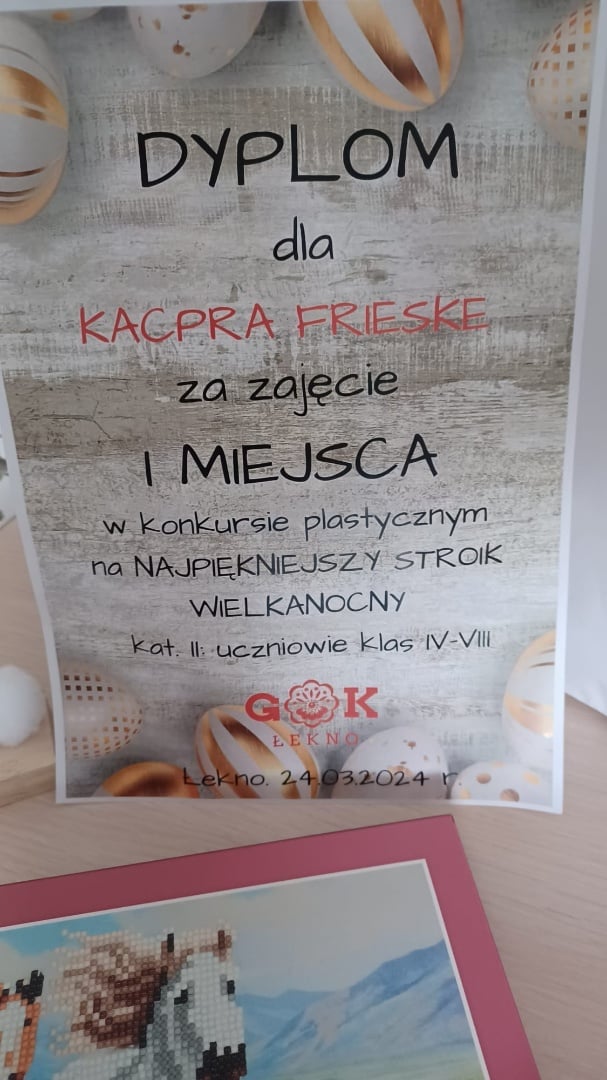 DYPLOM
dla
KACPRA FRIESKE
za zajęcie
I MIEJSCA
w konkursie plastycznym
na NAJPIĘKNIEJSZY STROIK
WIELKANOCNY
kat. II: uczniowie klas IV-VIII
GOK
ŁEKNO
Łekno. 24.03.2024 r.